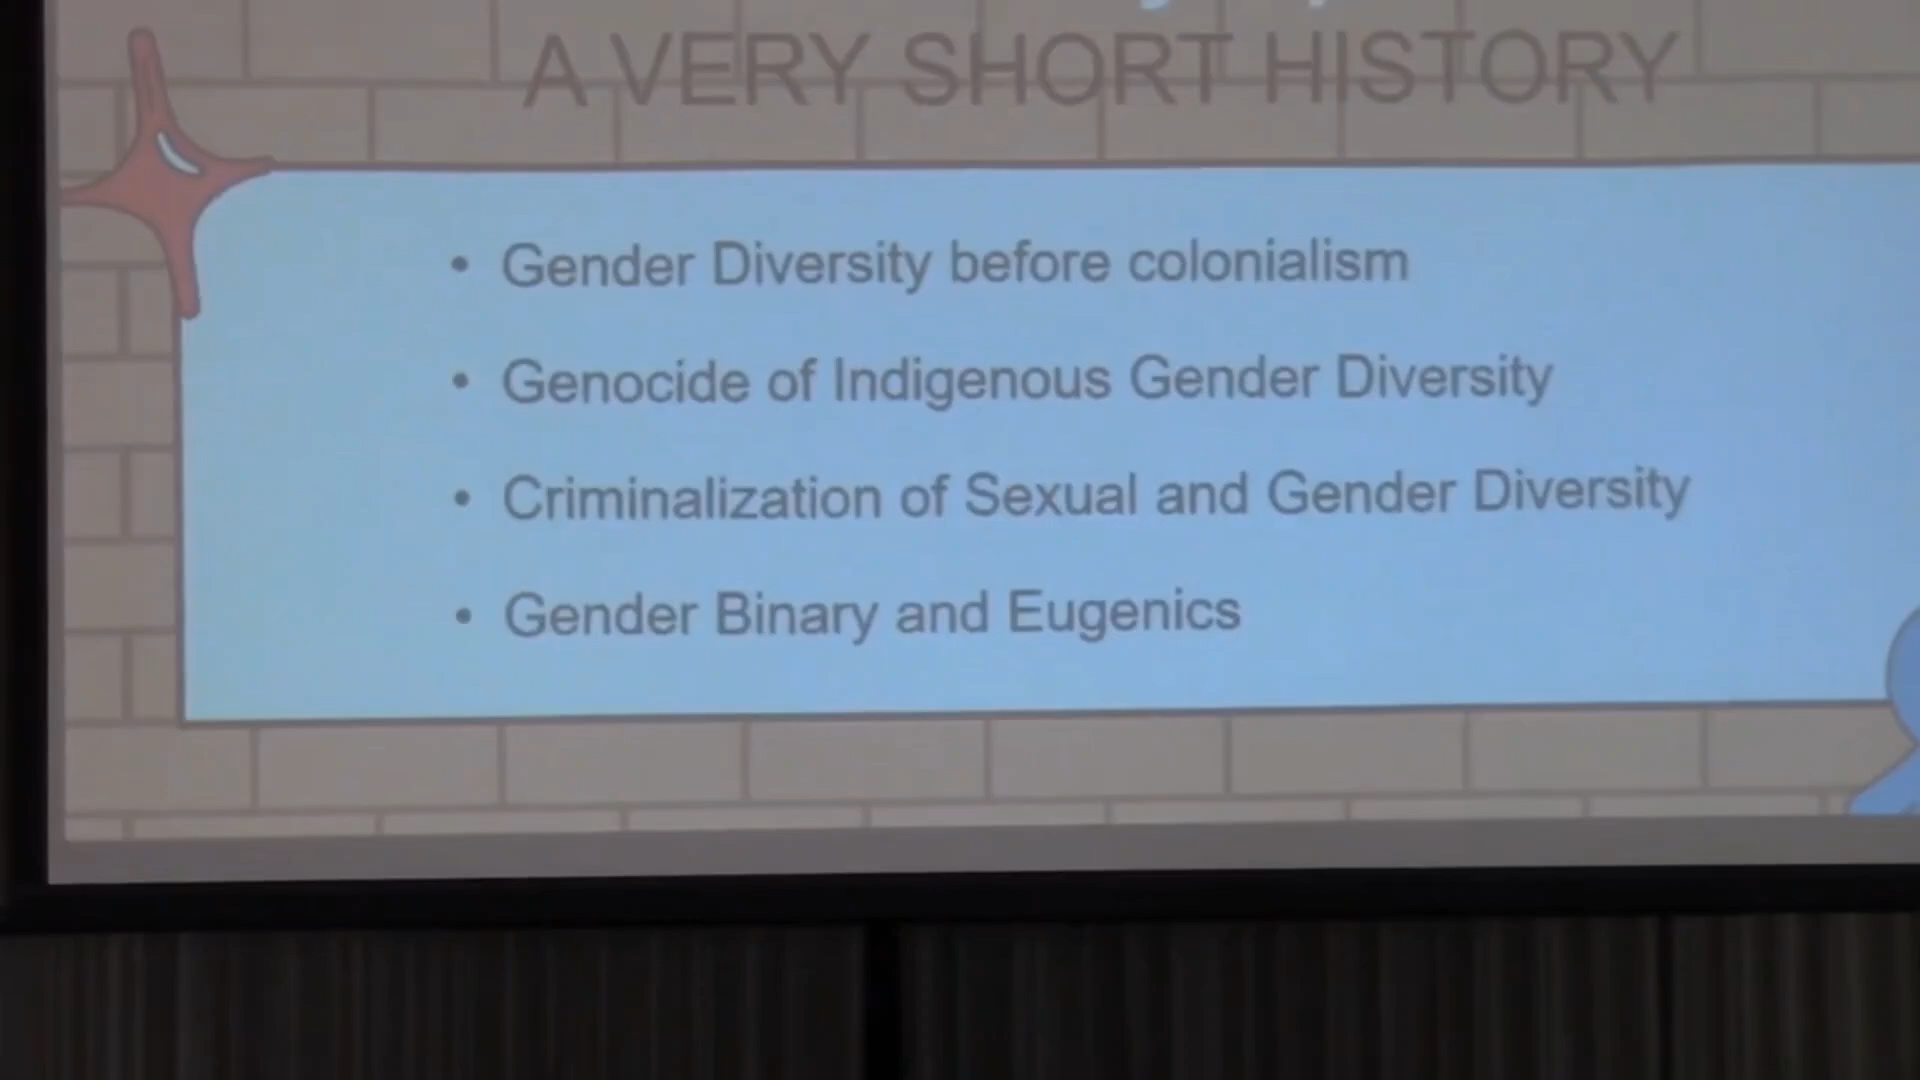 A VERY SHORT HISTORY
• Gender Diversity before colonialism
• Genocide of Indigenous Gender Diversity
• Criminalization of Sexual and Gender Diversity
• Gender Binary and Eugenics